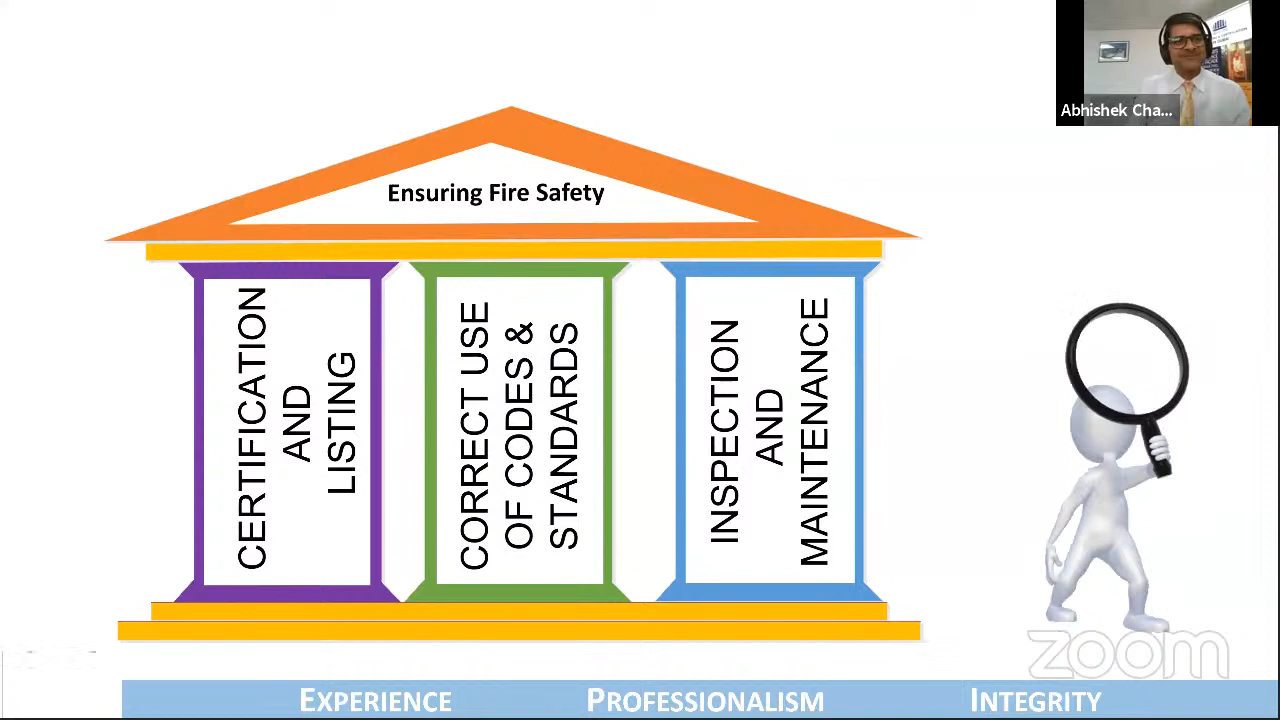 Abhishek Cha...
Ensuring Fire Safety
CERTIFICATION
AND
LISTING
CORRECT USE
OF CODES &
STANDARDS
INSPECTION
AND
MAINTENANCE
zoom
EXPERIENCE PROFESSIONALISM INTEGRITY